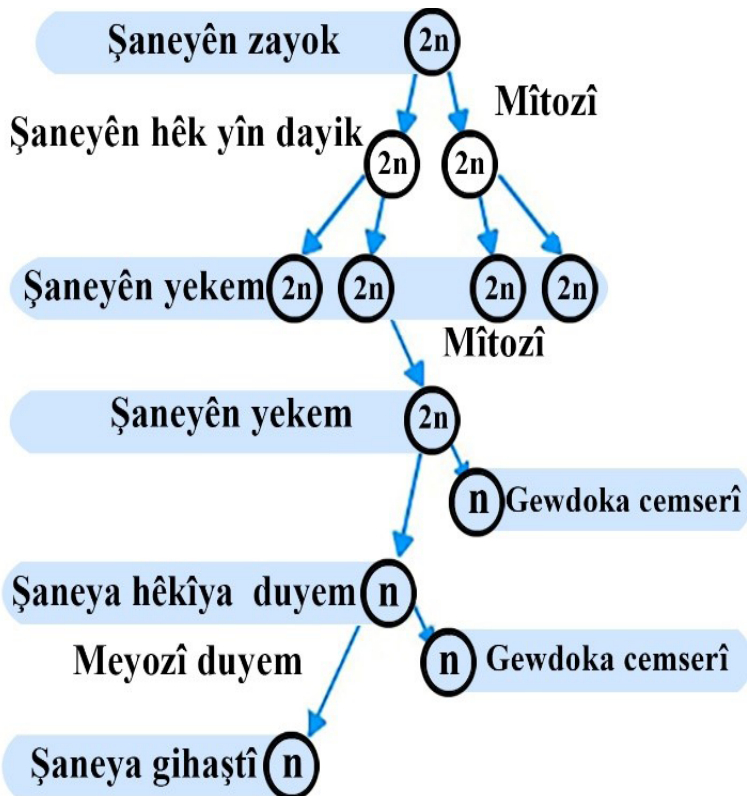 Şaneyên zayok 2n
Mîtozî
Şaneyên hêk yîn dayik 2n 2n
Şaneyên yekem 2n 2n 2n 2n
Mîtozî
Şaneyên yekem 2n
n Gewdoka cemserî
Şaneya hêkîya duyem n
Meyozî duyem n Gewdoka cemserî
Şaneya gihaştî n